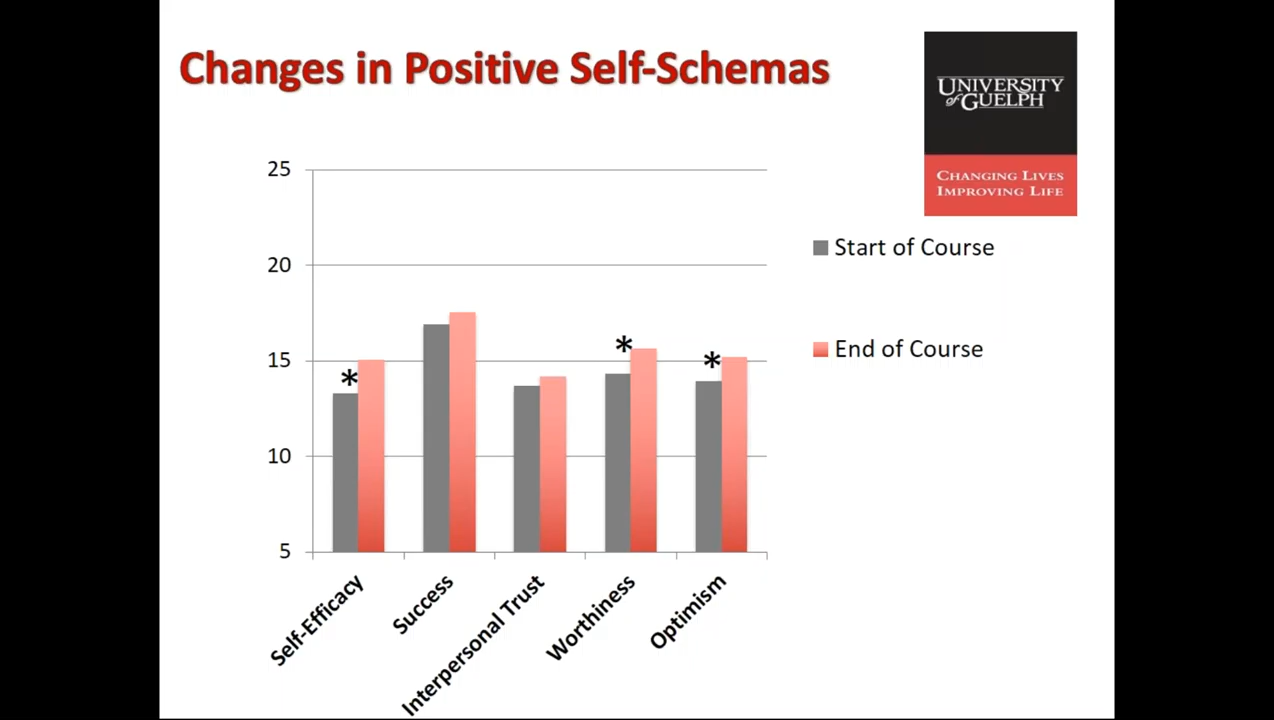 Changes in Positive Self-Schemas
UNIVERSITY
of GUELPH
CHANGING LIVES
IMPROVING LIFE
25
20
15
10
5
*
*
*
Start of Course
End of Course
Self-Efficacy
Success
Interpersonal Trust
Worthiness
Optimism